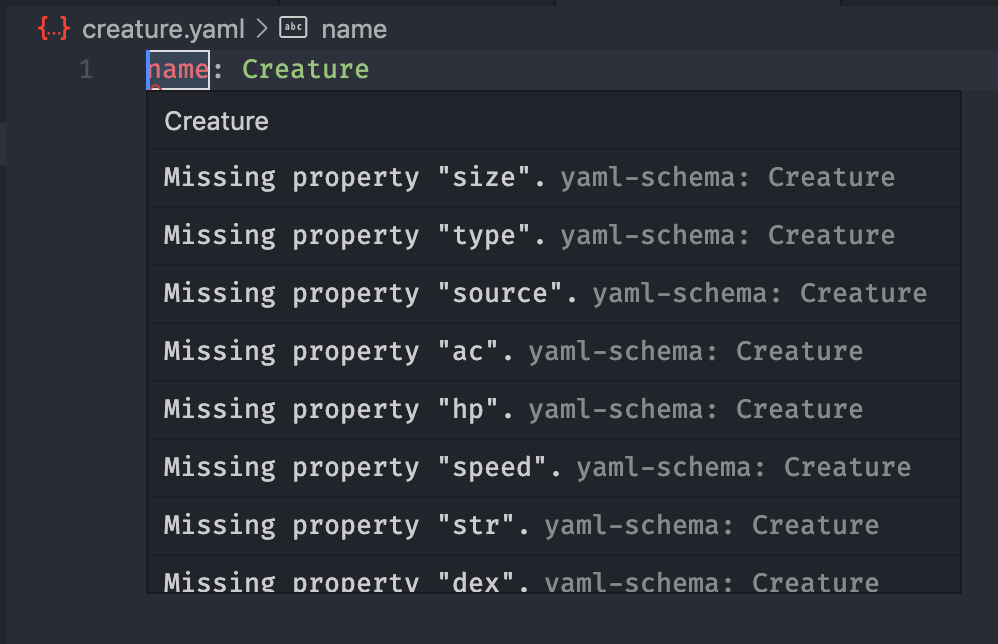 {...} creature.yaml > abc name
1 name: Creature
Creature
Missing property "size". yaml-schema: Creature
Missing property "type". yaml-schema: Creature
Missing property "source". yaml-schema: Creature
Missing property "ac". yaml-schema: Creature
Missing property "hp". yaml-schema: Creature
Missing property "speed". yaml-schema: Creature
Missing property "str". yaml-schema: Creature
Missing property "dex". yaml-schema: Creature